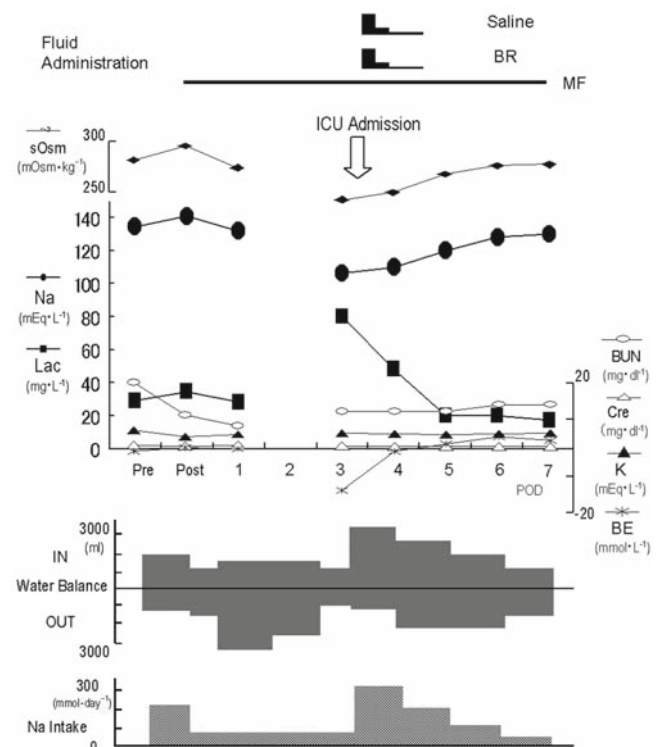 Saline
Fluid
Administration
BR
MF
sOsm
(mOsm·kg⁻¹)
300
250
ICU Admission
140
120
100
80
60
40
20
0
Na
(mEq·L⁻¹)
Lac
(mg·L⁻¹)
20
-20
BUN
(mg·dl⁻¹)
Cre
(mg·dl⁻¹)
K
(mEq·L⁻¹)
BE
(mmol·L⁻¹)
Pre Post 1 2 3 4 5 6 7
POD
3000
(ml)
IN
Water Balance
OUT
3000
300
(mmol·day⁻¹)
Na Intake
0